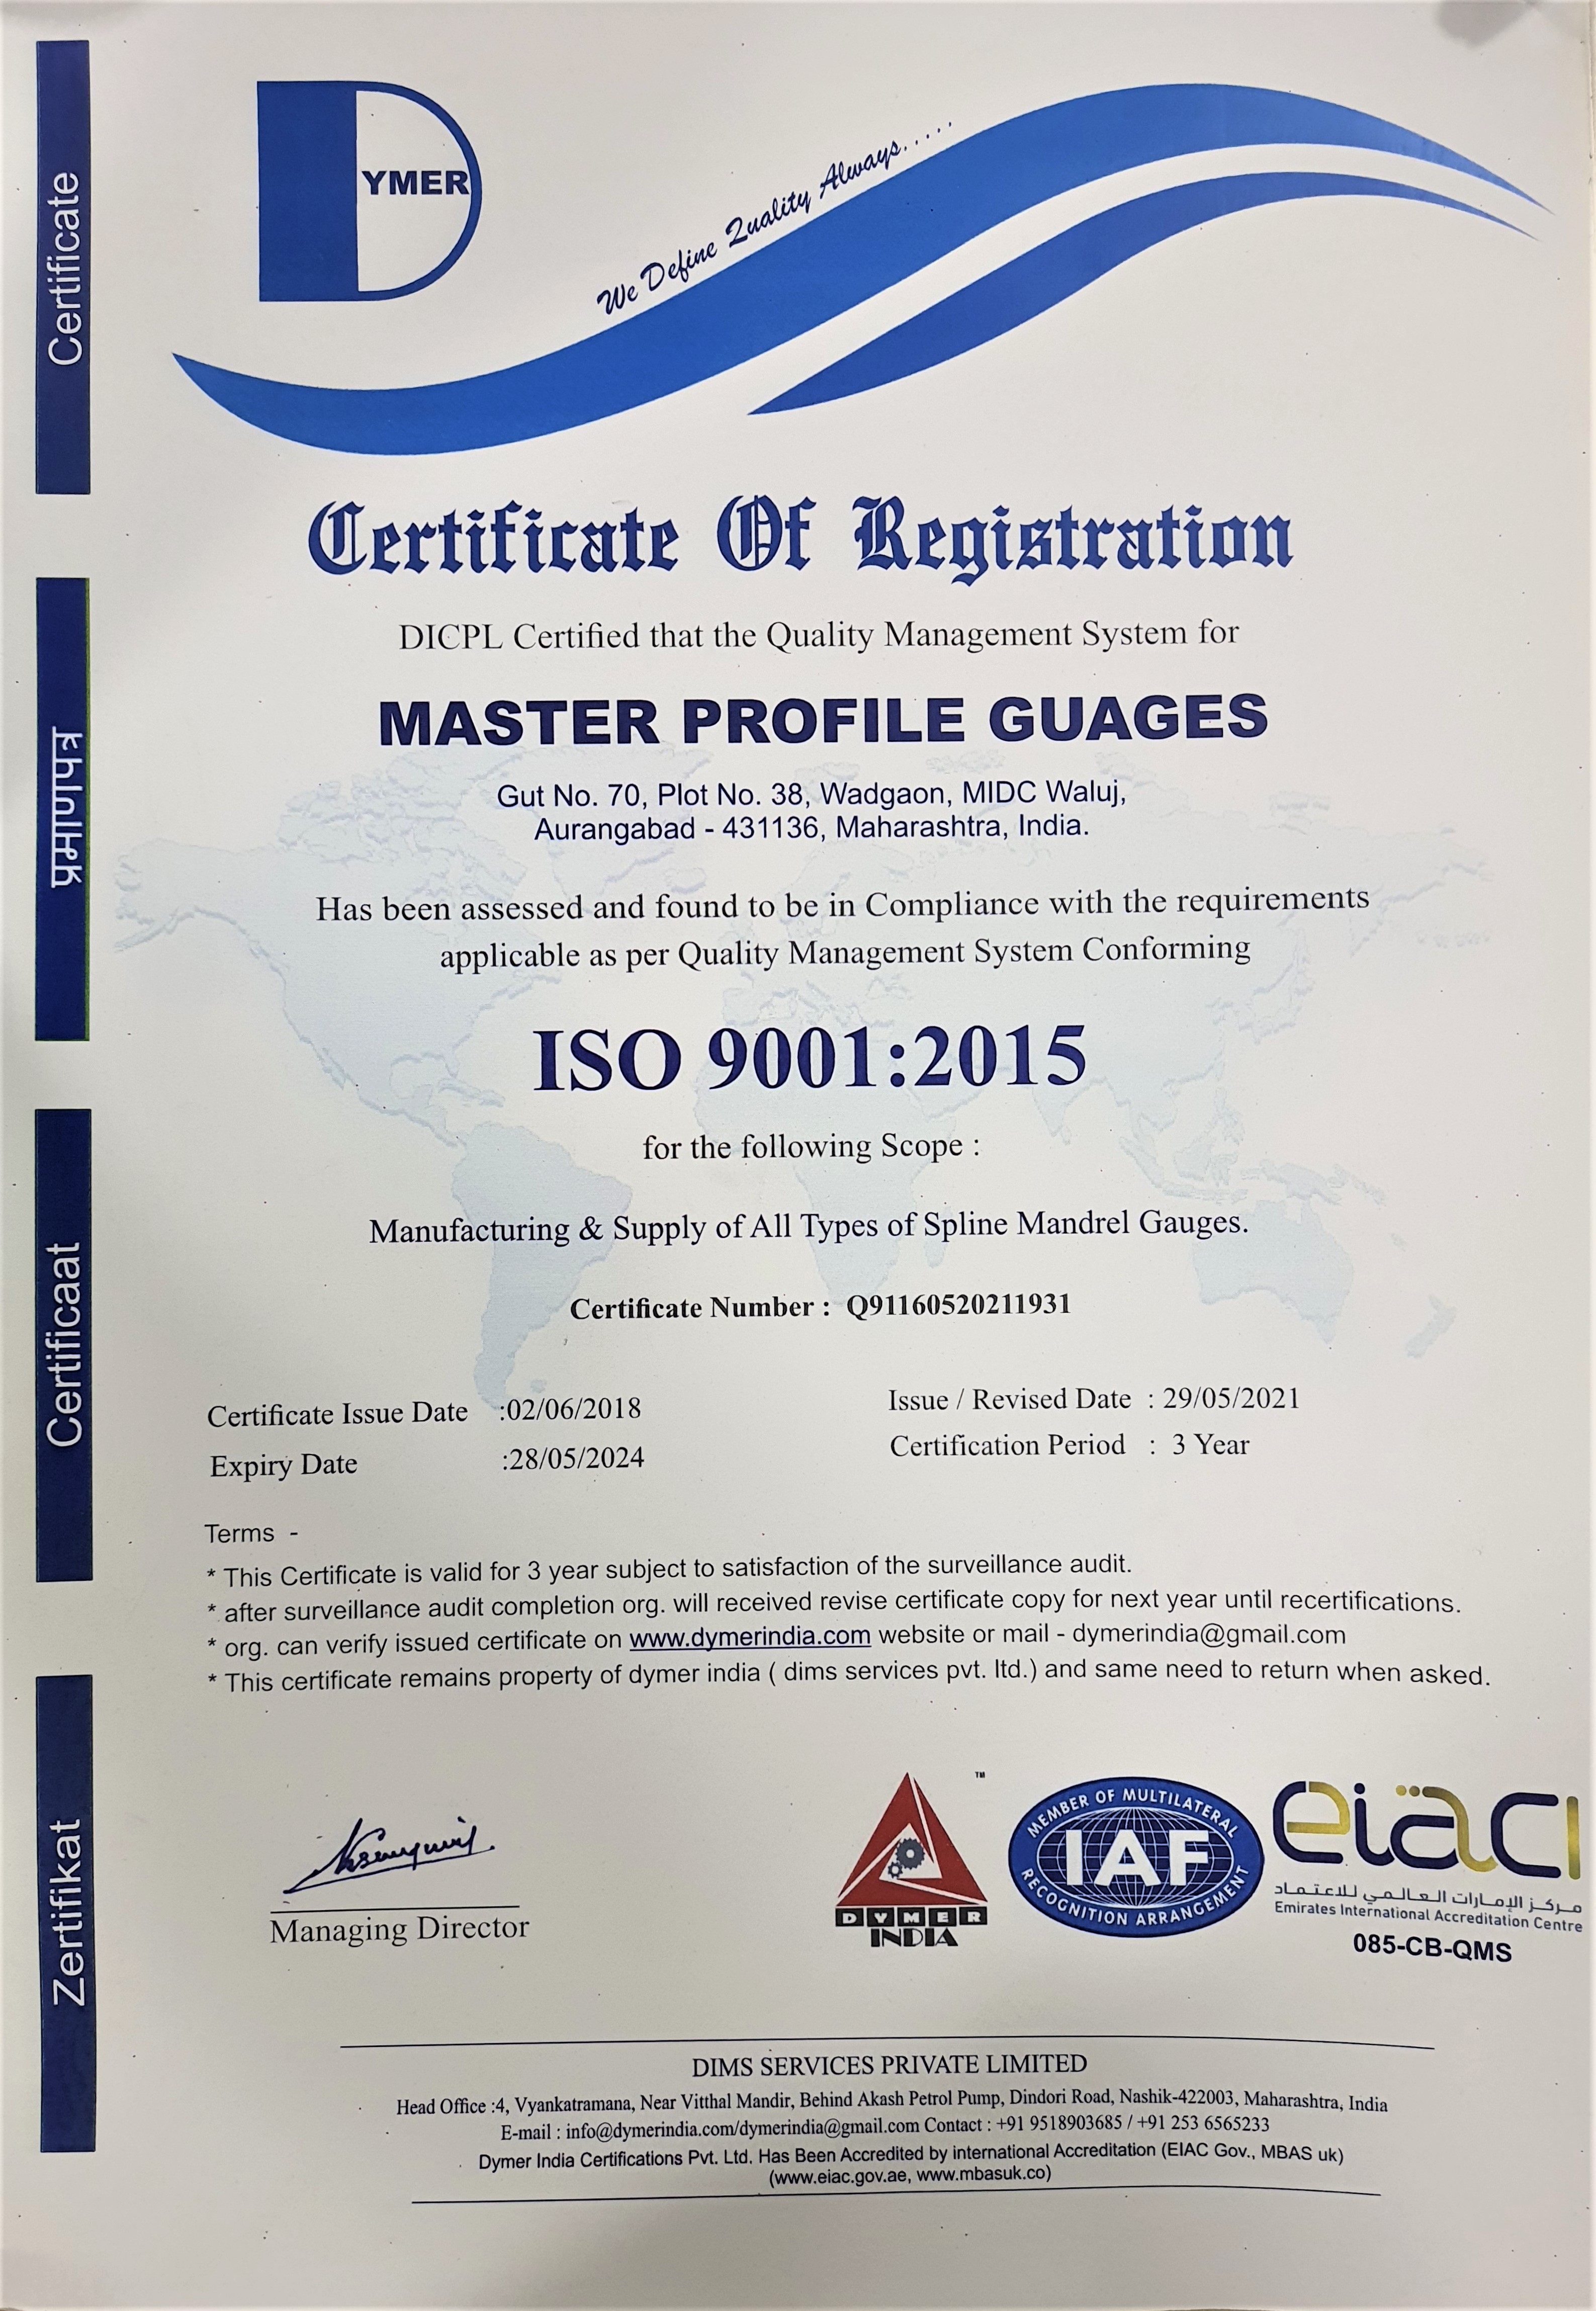 Certificate
प्रमाणपत्र
Certificaat
Zertifikat
DYMER
We Define Quality Always.....
Certificate Of Registration
DICPL Certified that the Quality Management System for
MASTER PROFILE GUAGES
Gut No. 70, Plot No. 38, Wadgaon, MIDC Waluj,
Aurangabad - 431136, Maharashtra, India.
Has been assessed and found to be in Compliance with the requirements
applicable as per Quality Management System Conforming
ISO 9001:2015
for the following Scope :
Manufacturing & Supply of All Types of Spline Mandrel Gauges.
Certificate Number : Q91160520211931
Certificate Issue Date :02/06/2018 Issue / Revised Date : 29/05/2021
Expiry Date :28/05/2024 Certification Period : 3 Year
Terms -
* This Certificate is valid for 3 year subject to satisfaction of the surveillance audit.
* after surveillance audit completion org. will received revise certificate copy for next year until recertifications.
* org. can verify issued certificate on www.dymerindia.com website or mail - dymerindia@gmail.com
* This certificate remains property of dymer india ( dims services pvt. ltd.) and same need to return when asked.
Managing Director
TM
DYMER
INDIA
MEMBER OF MULTILATERAL
IAF
RECOGNITION ARRANGEMENT
eiac
مركز الإمارات العالمي للاعتماد
Emirates International Accreditation Centre
085-CB-QMS
DIMS SERVICES PRIVATE LIMITED
Head Office :4, Vyankatramana, Near Vitthal Mandir, Behind Akash Petrol Pump, Dindori Road, Nashik-422003, Maharashtra, India
E-mail : info@dymerindia.com/dymerindia@gmail.com Contact : +91 9518903685 / +91 253 6565233
Dymer India Certifications Pvt. Ltd. Has Been Accredited by international Accreditation (EIAC Gov., MBAS uk)
(www.eiac.gov.ae, www.mbasuk.co)